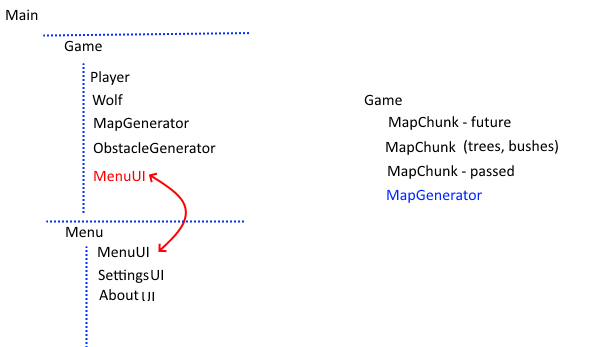 Main
Game
Player
Wolf
MapGenerator
ObstacleGenerator
MenuUI
Menu
MenuUI
SettingsUI
About UI
Game
MapChunk - future
MapChunk (trees, bushes)
MapChunk - passed
MapGenerator